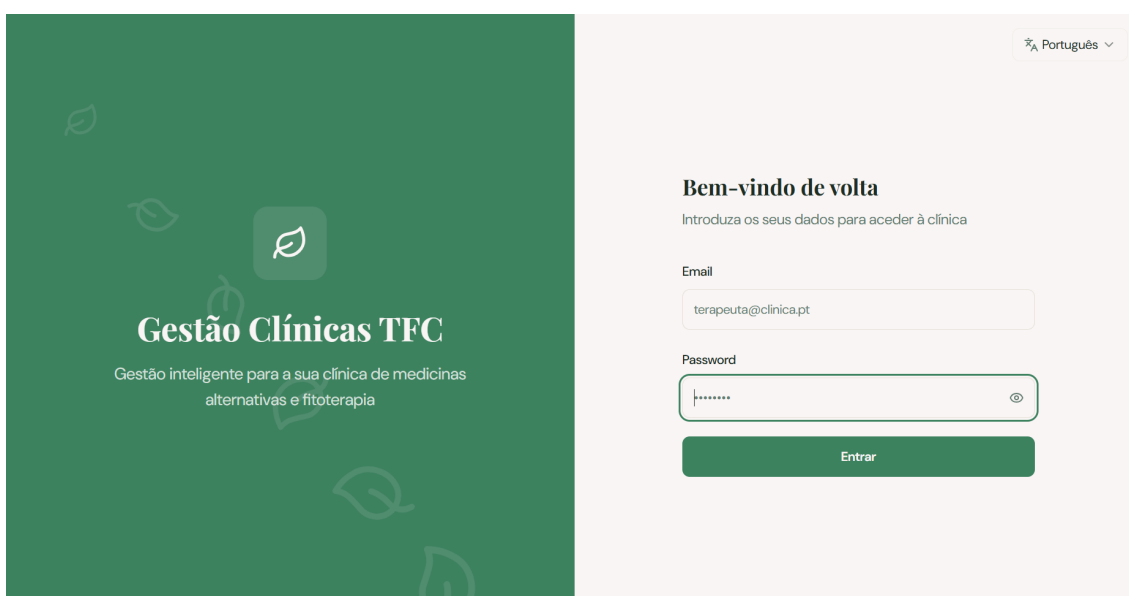 Português
Gestão Clínicas TFC
Gestão inteligente para a sua clínica de medicinas
alternativas e fitoterapia
Bem-vindo de volta
Introduza os seus dados para aceder à clínica
Email
terapeuta@clinica.pt
Password
••••••••
Entrar